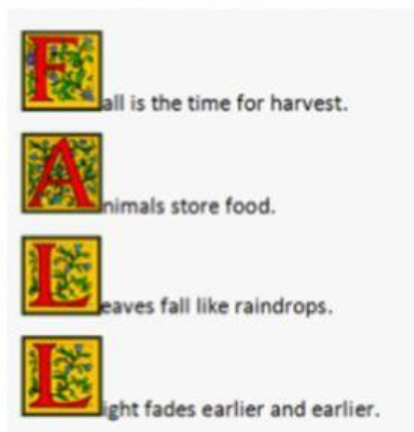 Fall is the time for harvest.
Animals store food.
Leaves fall like raindrops.
Light fades earlier and earlier.